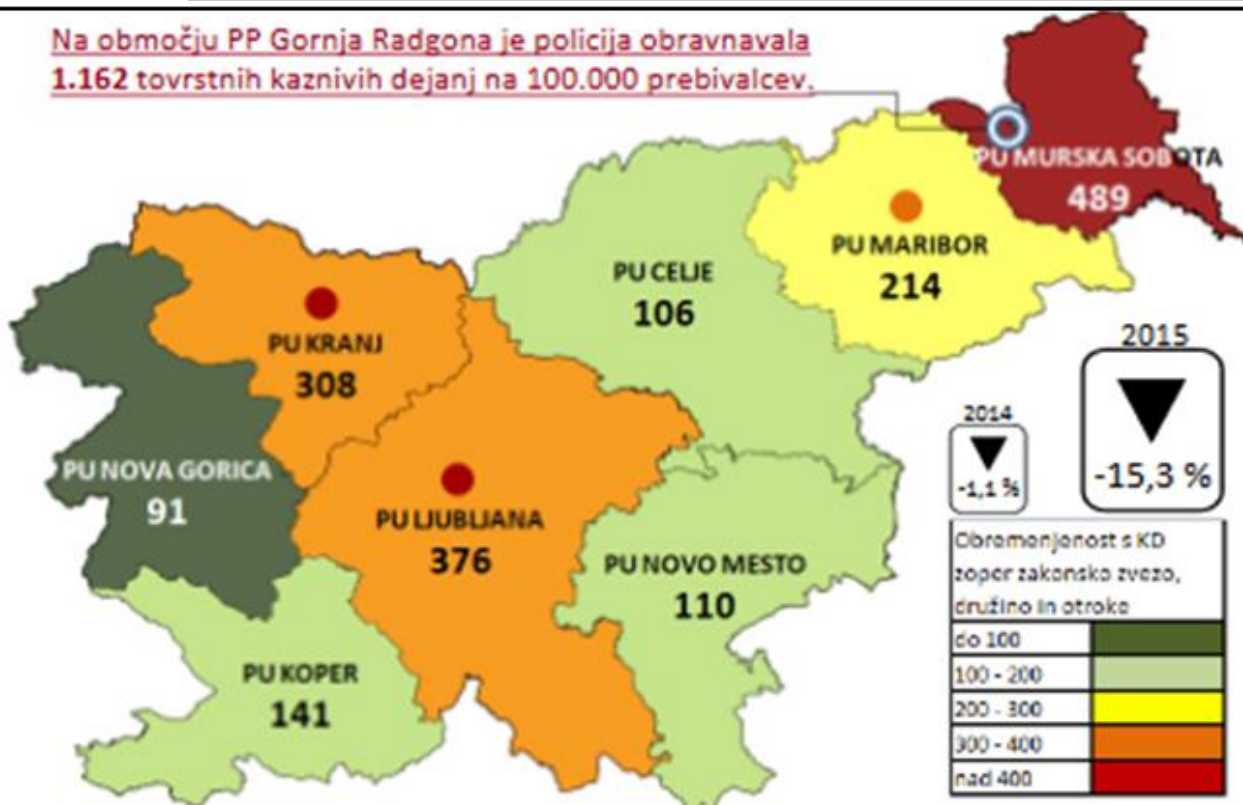 Na območju PP Gornja Radgona je policija obravnavala
1.162 tovrstnih kaznivih dejanj na 100.000 prebivalcev.
PU MURSKA SOBOTA
489
PU MARIBOR
214
PU CELJE
106
PU KRANJ
308
PU NOVA GORICA
91
PU LJUBLJANA
376
PU NOVO MESTO
110
PU KOPER
141
2015
-15,3 %
2014
-1,1 %
Obremenjenost s KD
zoper zakonsko zvezo,
družino in otroke
do 100
100 - 200
200 - 300
300 - 400
nad 400